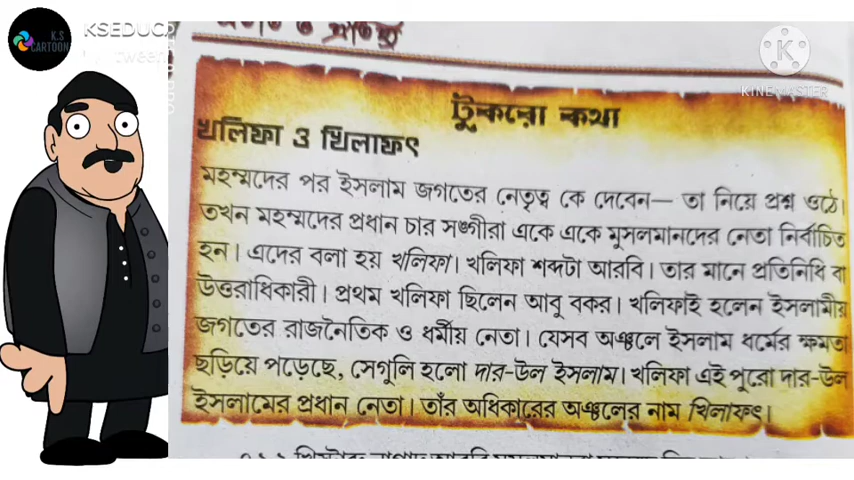 K.S
CARTOON
KSEDUCA
KINEMASTER
টুকরো কথা
খলিফা ও খিলাফৎ
মহম্মদের পর ইসলাম জগতের নেতৃত্ব কে দেবেন— তা নিয়ে প্রশ্ন ওঠে।
তখন মহম্মদের প্রধান চার সঙ্গীরা একে একে মুসলমানদের নেতা নির্বাচিত
হন। এদের বলা হয় খলিফা। খলিফা শব্দটা আরবি। তার মানে প্রতিনিধি বা
উত্তরাধিকারী। প্রথম খলিফা ছিলেন আবু বকর। খলিফাই হলেন ইসলামীয়
জগতের রাজনৈতিক ও ধর্মীয় নেতা। যেসব অঞ্চলে ইসলাম ধর্মের ক্ষমতা
ছড়িয়ে পড়েছে, সেগুলি হলো দার-উল ইসলাম। খলিফা এই পুরো দার-উল
ইসলামের প্রধান নেতা। তাঁর অধিকারের অঞ্চলের নাম খিলাফৎ।